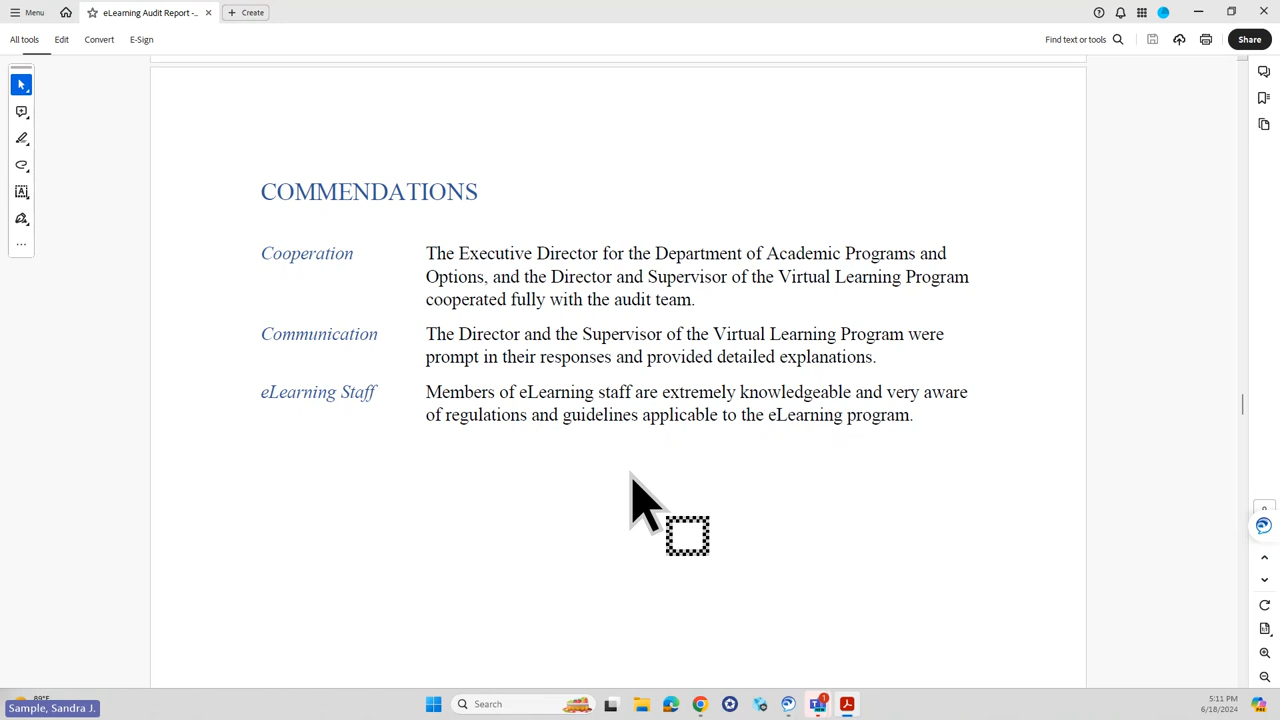 Menu
eLearning Audit Report -...
Create
All tools
Edit
Convert
E-Sign
Find text or tools
Share
COMMENDATIONS
Cooperation
The Executive Director for the Department of Academic Programs and
Options, and the Director and Supervisor of the Virtual Learning Program
cooperated fully with the audit team.
Communication
The Director and the Supervisor of the Virtual Learning Program were
prompt in their responses and provided detailed explanations.
eLearning Staff
Members of eLearning staff are extremely knowledgeable and very aware
of regulations and guidelines applicable to the eLearning program.
89°F
Sample, Sandra J.
Search
1
5:11 PM
6/18/2024